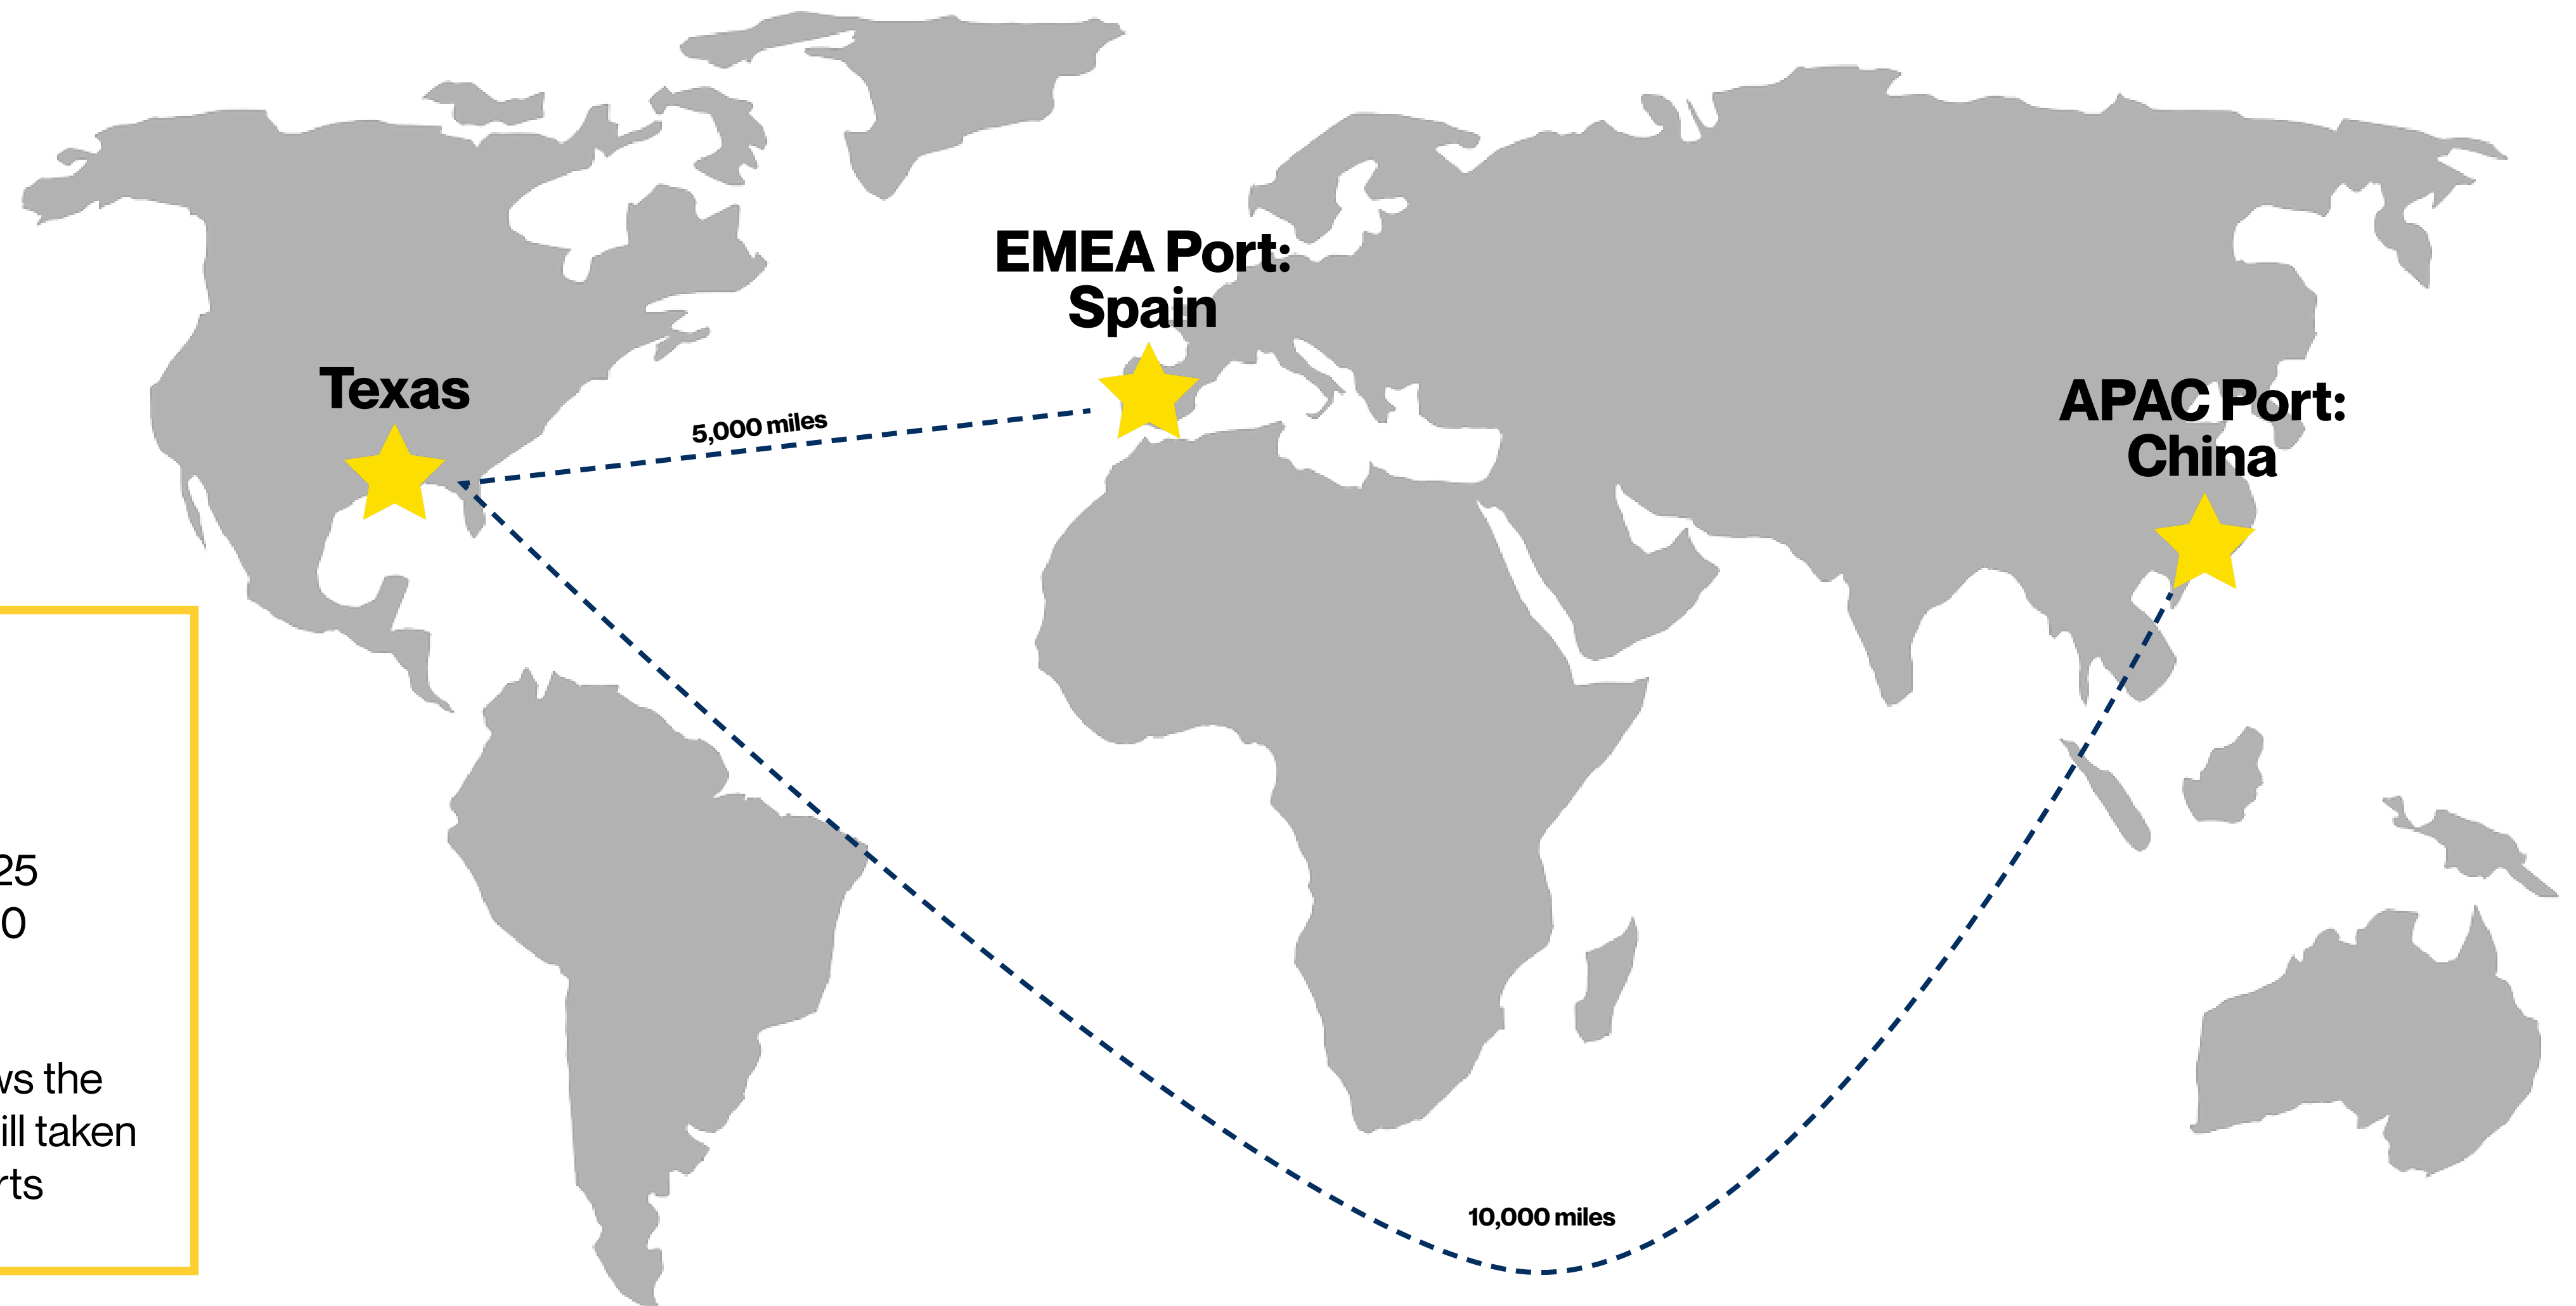 EMEA Port:
Spain
Texas
5,000 miles
APAC Port:
China
25
0
ws the
ill taken
rts
10,000 miles